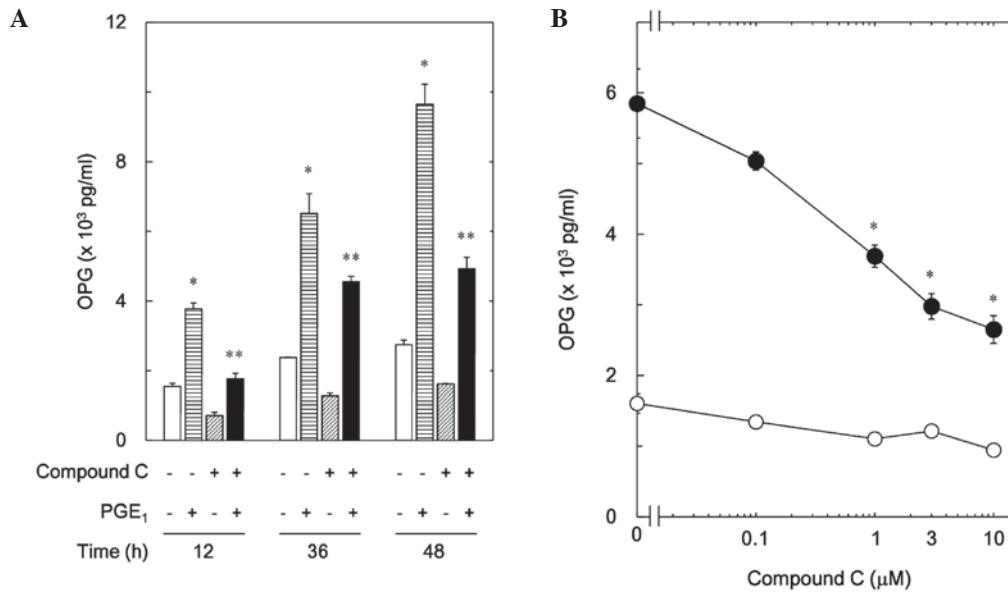 A
12
8
4
0
OPG (x 10³ pg/ml)
*
**
*
**
*
**
Compound C - - + + - - + + - - + +
PGE₁ - + - + - + - + - + - +
Time (h) 12 36 48
B
6
4
2
0
OPG (x 10³ pg/ml)
*
*
*
0 0.1 1 3 10
Compound C (μM)